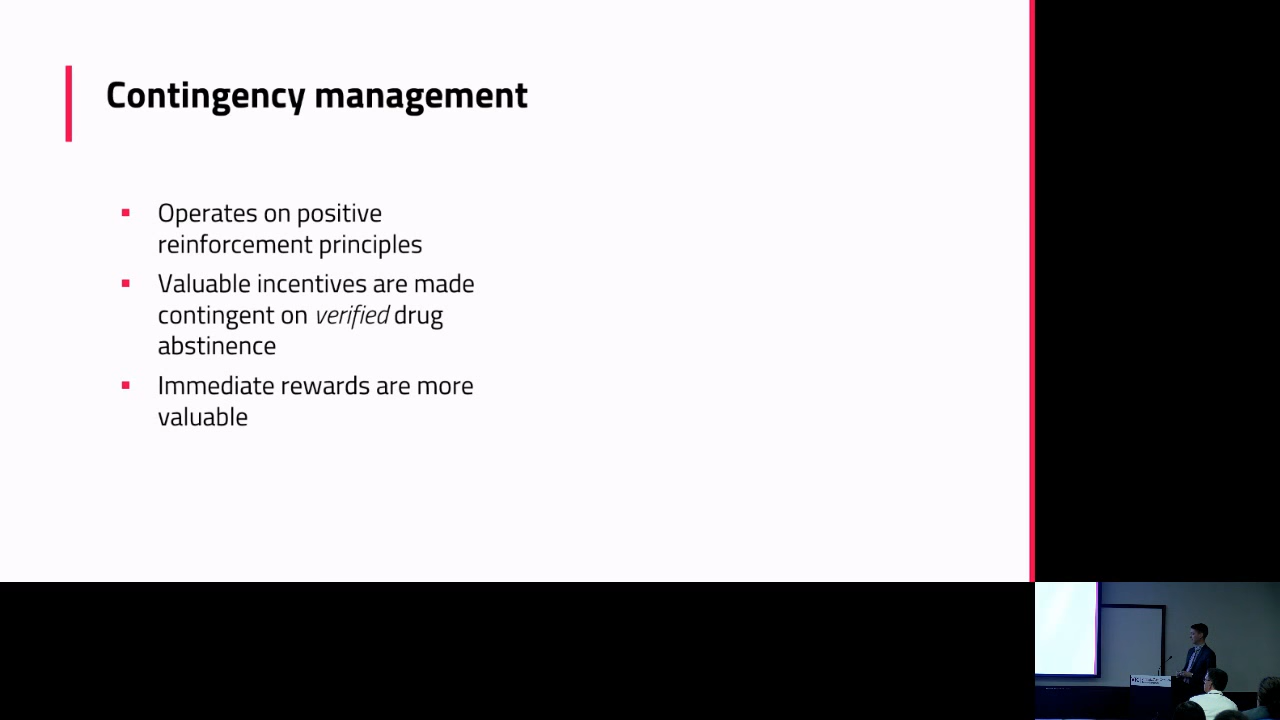 Contingency management
▪ Operates on positive
reinforcement principles
▪ Valuable incentives are made
contingent on verified drug
abstinence
▪ Immediate rewards are more
valuable